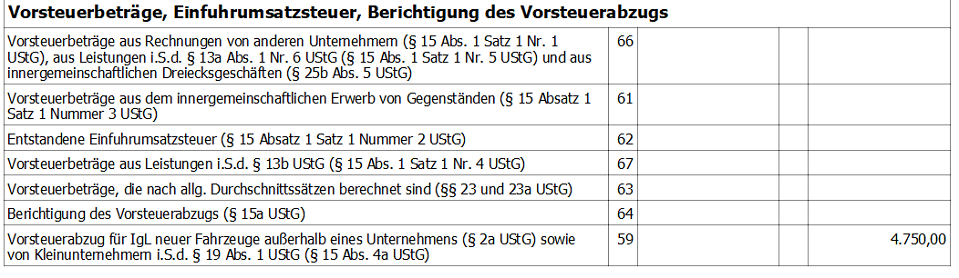 Vorsteuerbeträge, Einfuhrumsatzsteuer, Berichtigung des Vorsteuerabzugs
Vorsteuerbeträge aus Rechnungen von anderen Unternehmern (§ 15 Abs. 1 Satz 1 Nr. 1 66
UStG), aus Leistungen i.S.d. § 13a Abs. 1 Nr. 6 UStG (§ 15 Abs. 1 Satz 1 Nr. 5 UStG) und aus
innergemeinschaftlichen Dreiecksgeschäften (§ 25b Abs. 5 UStG)
Vorsteuerbeträge aus dem innergemeinschaftlichen Erwerb von Gegenständen (§ 15 Absatz 1 61
Satz 1 Nummer 3 UStG)
Entstandene Einfuhrumsatzsteuer (§ 15 Absatz 1 Satz 1 Nummer 2 UStG) 62
Vorsteuerbeträge aus Leistungen i.S.d. § 13b UStG (§ 15 Abs. 1 Satz 1 Nr. 4 UStG) 67
Vorsteuerbeträge, die nach allg. Durchschnittssätzen berechnet sind (§§ 23 und 23a UStG) 63
Berichtigung des Vorsteuerabzugs (§ 15a UStG) 64
Vorsteuerabzug für IgL neuer Fahrzeuge außerhalb eines Unternehmens (§ 2a UStG) sowie 59 4.750,00
von Kleinunternehmern i.S.d. § 19 Abs. 1 UStG (§ 15 Abs. 4a UStG)